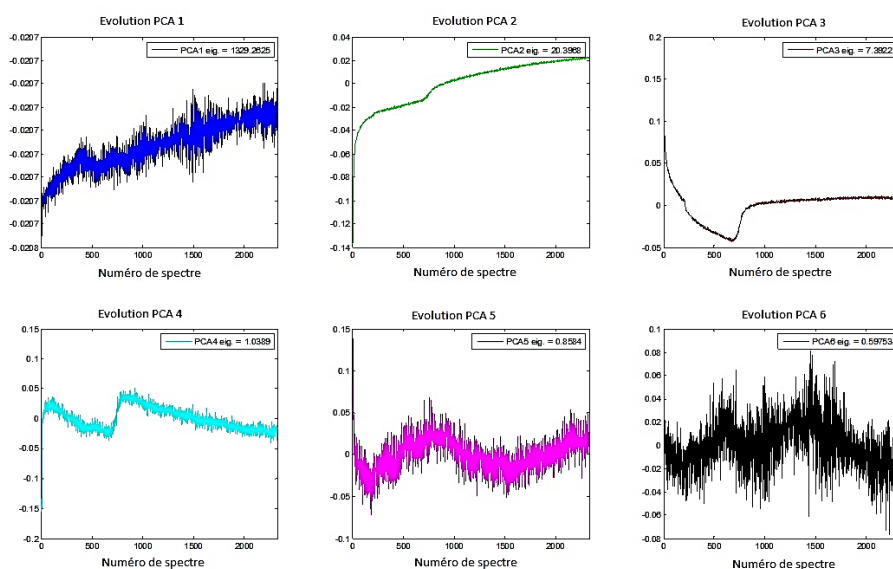 Evolution PCA 1
Evolution PCA 2
Evolution PCA 3
PCA1 eig. = 1329.2625
PCA2 eig. = 20.3968
PCA3 eig. = 7.3922
-0.0207
-0.0207
-0.0207
-0.0207
-0.0207
-0.0207
-0.0207
-0.0207
-0.0208
0 500 1000 1500 2000
Numéro de spectre
0.04
0.02
0
-0.02
-0.04
-0.06
-0.08
-0.1
-0.12
-0.14
0 500 1000 1500 2000
Numéro de spectre
0.2
0.15
0.1
0.05
0
-0.05
0 500 1000 1500 2000
Numéro de spectre
Evolution PCA 4
Evolution PCA 5
Evolution PCA 6
PCA4 eig. = 1.0389
PCA5 eig. = 0.8584
PCA6 eig. = 0.59753
0.15
0.1
0.05
0
-0.05
-0.1
-0.15
-0.2
0 500 1000 1500 2000
Numéro de spectre
0.15
0.1
0.05
0
-0.05
-0.1
0 500 1000 1500 2000
Numéro de spectre
0.1
0.08
0.06
0.04
0.02
0
-0.02
-0.04
-0.06
-0.08
0 500 1000 1500 2000
Numéro de spectre